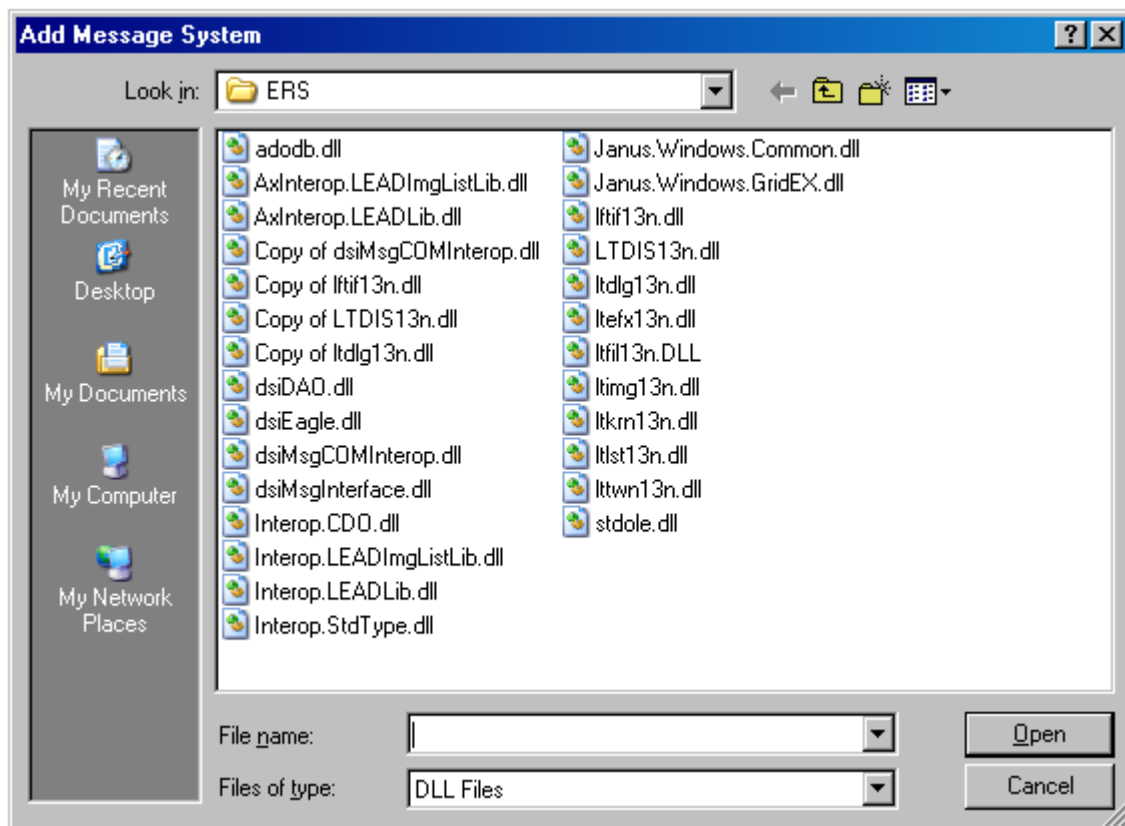 Add Message System
Look in: ERS
My Recent
Documents
Desktop
My Documents
My Computer
My Network
Places
adodb.dll
AxInterop.LEADImgListLib.dll
AxInterop.LEADLib.dll
Copy of dsiMsgCOMInterop.dll
Copy of lftif13n.dll
Copy of LTDIS13n.dll
Copy of ltdlg13n.dll
dsiDAO.dll
dsiEagle.dll
dsiMsgCOMInterop.dll
dsiMsgInterface.dll
Interop.CDO.dll
Interop.LEADImgListLib.dll
Interop.LEADLib.dll
Interop.StdType.dll
Janus.Windows.Common.dll
Janus.Windows.GridEX.dll
lftif13n.dll
LTDIS13n.dll
ltdlg13n.dll
ltefx13n.dll
ltfil13n.DLL
ltimg13n.dll
ltkrn13n.dll
ltlst13n.dll
lttwn13n.dll
stdole.dll
File name:
Open
Files of type: DLL Files
Cancel